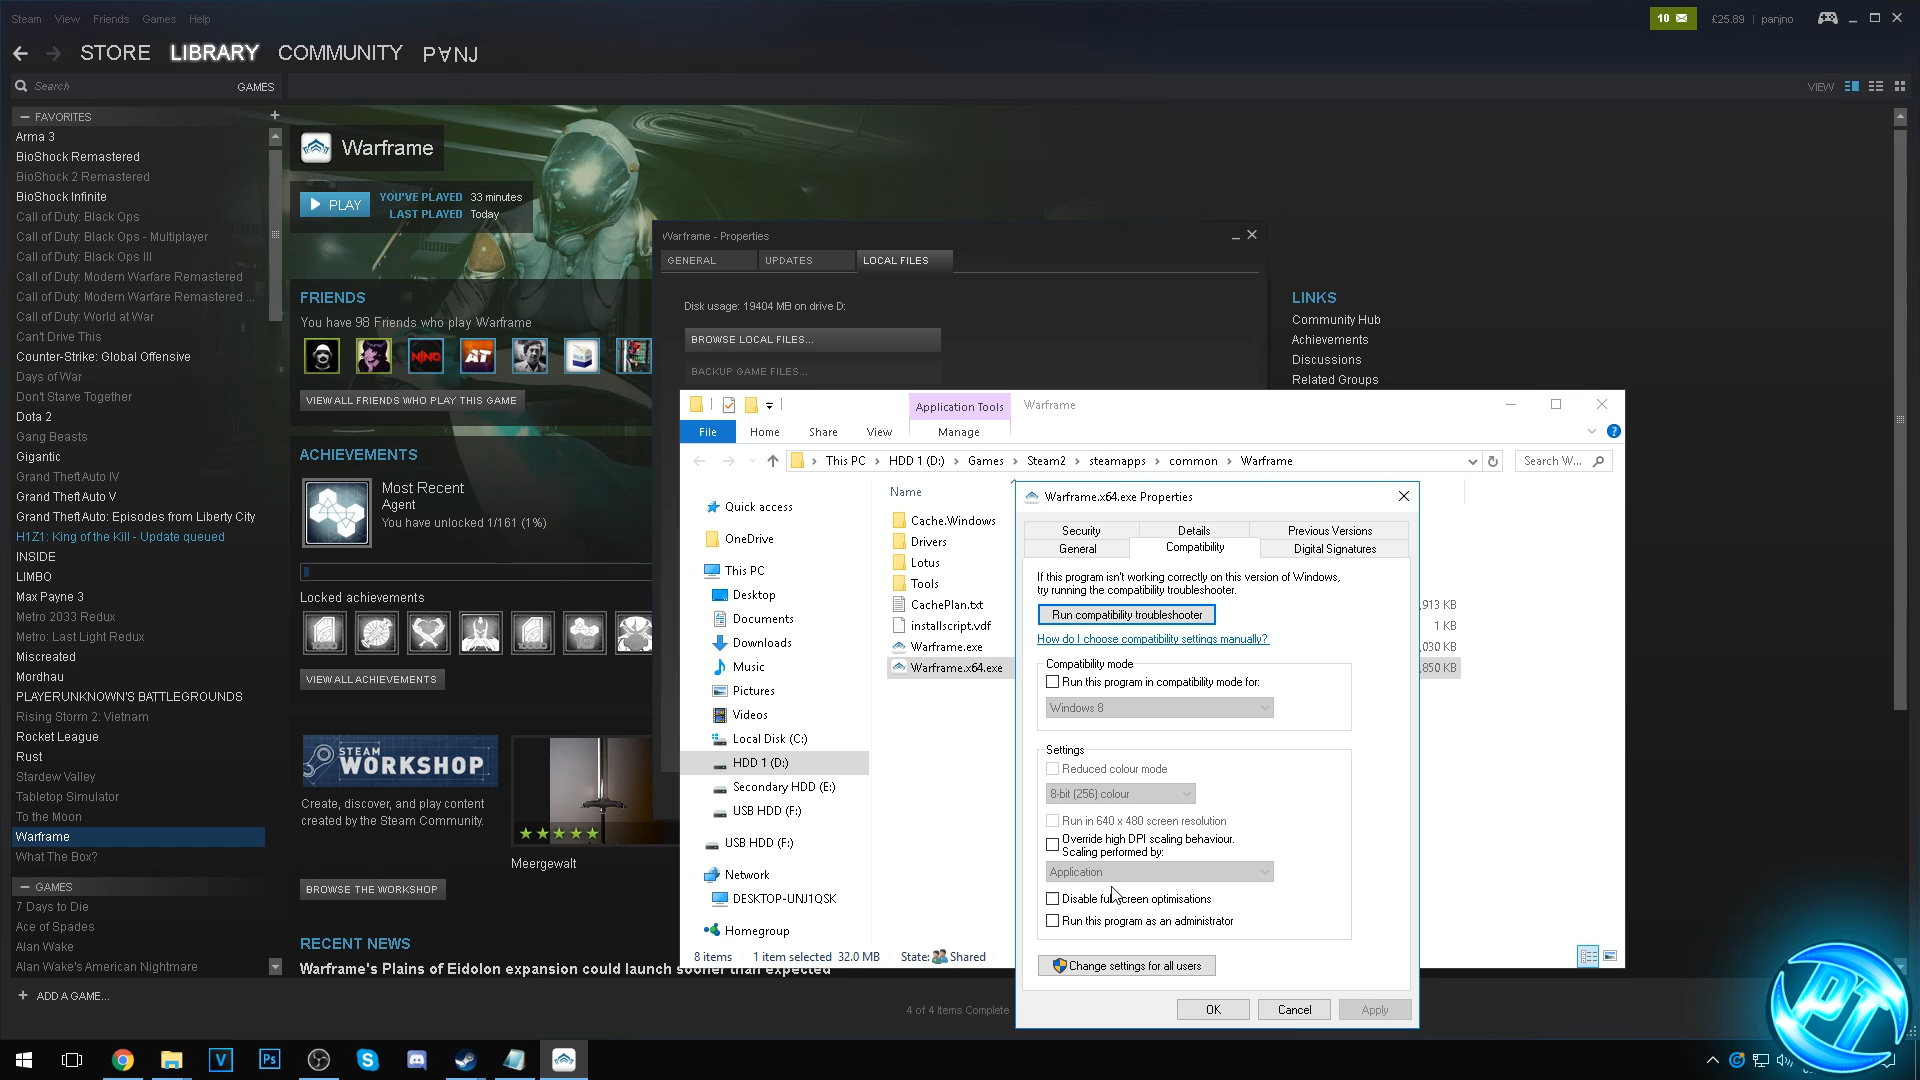 Steam View Friends Games Help
10 £25.89 | panjno
STORE LIBRARY COMMUNITY PANJ
Search GAMES VIEW
FAVORITES
Arma 3
BioShock Remastered
BioShock 2 Remastered
BioShock Infinite
Call of Duty: Black Ops
Call of Duty: Black Ops - Multiplayer
Call of Duty: Black Ops III
Call of Duty: Modern Warfare Remastered
Call of Duty: Modern Warfare Remastered ...
Call of Duty: World at War
Can't Drive This
Counter-Strike: Global Offensive
Days of War
Don't Starve Together
Dota 2
Gang Beasts
Gigantic
Grand Theft Auto IV
Grand Theft Auto V
Grand Theft Auto: Episodes from Liberty City
H1Z1: King of the Kill - Update queued
INSIDE
LIMBO
Max Payne 3
Metro 2033 Redux
Metro: Last Light Redux
Miscreated
Mordhau
PLAYERUNKNOWN'S BATTLEGROUNDS
Rising Storm 2: Vietnam
Rocket League
Rust
Stardew Valley
Tabletop Simulator
To the Moon
Warframe
What The Box?
GAMES
7 Days to Die
Ace of Spades
Alan Wake
Alan Wake's American Nightmare
+ ADD A GAME...
Warframe
PLAY
YOU'VE PLAYED 33 minutes
LAST PLAYED Today
FRIENDS
You have 98 Friends who play Warframe
NINO
AT
VIEW ALL FRIENDS WHO PLAY THIS GAME
ACHIEVEMENTS
Most Recent
Agent
You have unlocked 1/161 (1%)
Locked achievements
VIEW ALL ACHIEVEMENTS
STEAM
WORKSHOP
Create, discover, and play content
created by the Steam Community.
Meergewalt
BROWSE THE WORKSHOP
RECENT NEWS
Warframe's Plains of Eidolon expansion could launch sooner than expected
4 of 4 Items Complete
LINKS
Community Hub
Achievements
Discussions
Related Groups
Warframe - Properties
GENERAL UPDATES LOCAL FILES
Disk usage: 19404 MB on drive D:
BROWSE LOCAL FILES...
BACKUP GAME FILES...
Application Tools Warframe
File Home Share View Manage
This PC > HDD 1 (D:) > Games > Steam2 > steamapps > common > Warframe
Search W...
Quick access
OneDrive
This PC
Desktop
Documents
Downloads
Music
Pictures
Videos
Local Disk (C:)
HDD 1 (D:)
Secondary HDD (E:)
USB HDD (F:)
USB HDD (F:)
Network
DESKTOP-UNJ1QSK
Homegroup
Name
Cache.Windows
Drivers
Lotus
Tools
CachePlan.txt ,913 KB
installscript.vdf 1 KB
Warframe.exe ,030 KB
Warframe.x64.exe ,850 KB
8 items 1 item selected 32.0 MB State: Shared
Warframe.x64.exe Properties
Security Details Previous Versions
General Compatibility Digital Signatures
If this program isn't working correctly on this version of Windows,
try running the compatibility troubleshooter.
Run compatibility troubleshooter
How do I choose compatibility settings manually?
Compatibility mode
Run this program in compatibility mode for:
Windows 8
Settings
Reduced colour mode
8-bit (256) colour
Run in 640 x 480 screen resolution
Override high DPI scaling behaviour.
Scaling performed by:
Application
Disable fullscreen optimisations
Run this program as an administrator
Change settings for all users
OK Cancel Apply
V Ps
PT